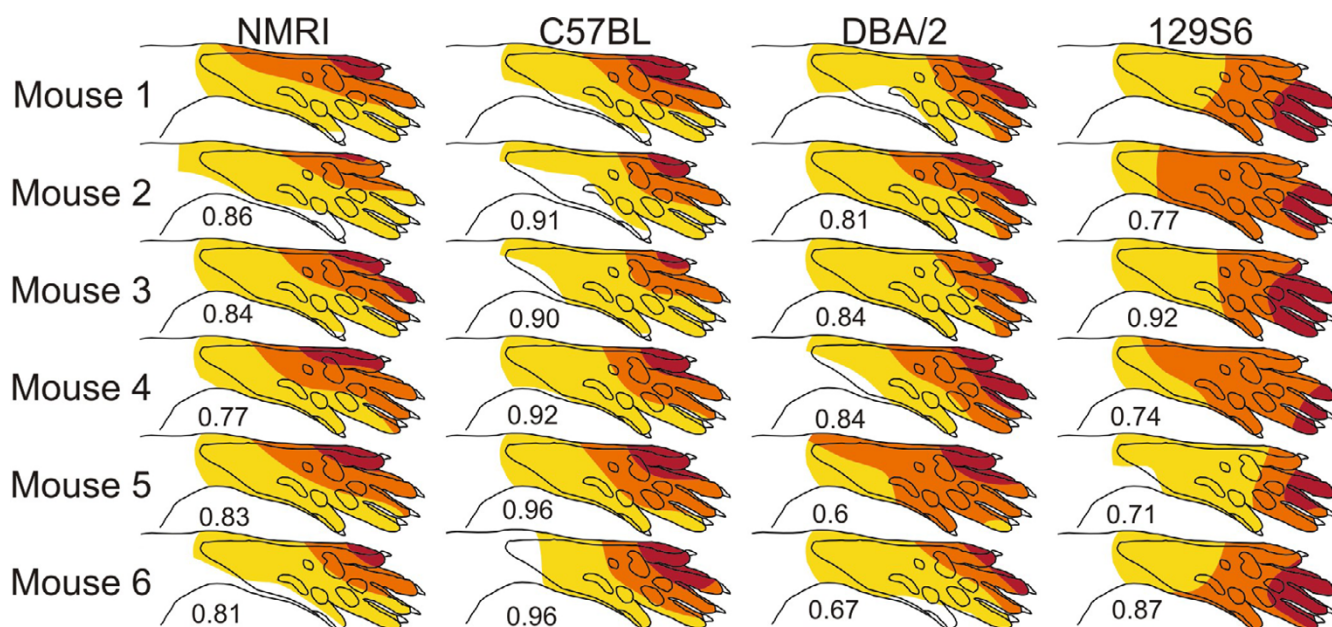 NMRI C57BL DBA/2 129S6
Mouse 1
Mouse 2
0.86 0.91 0.81 0.77
Mouse 3
0.84 0.90 0.84 0.92
Mouse 4
0.77 0.92 0.84 0.74
Mouse 5
0.83 0.96 0.6 0.71
Mouse 6
0.81 0.96 0.67 0.87